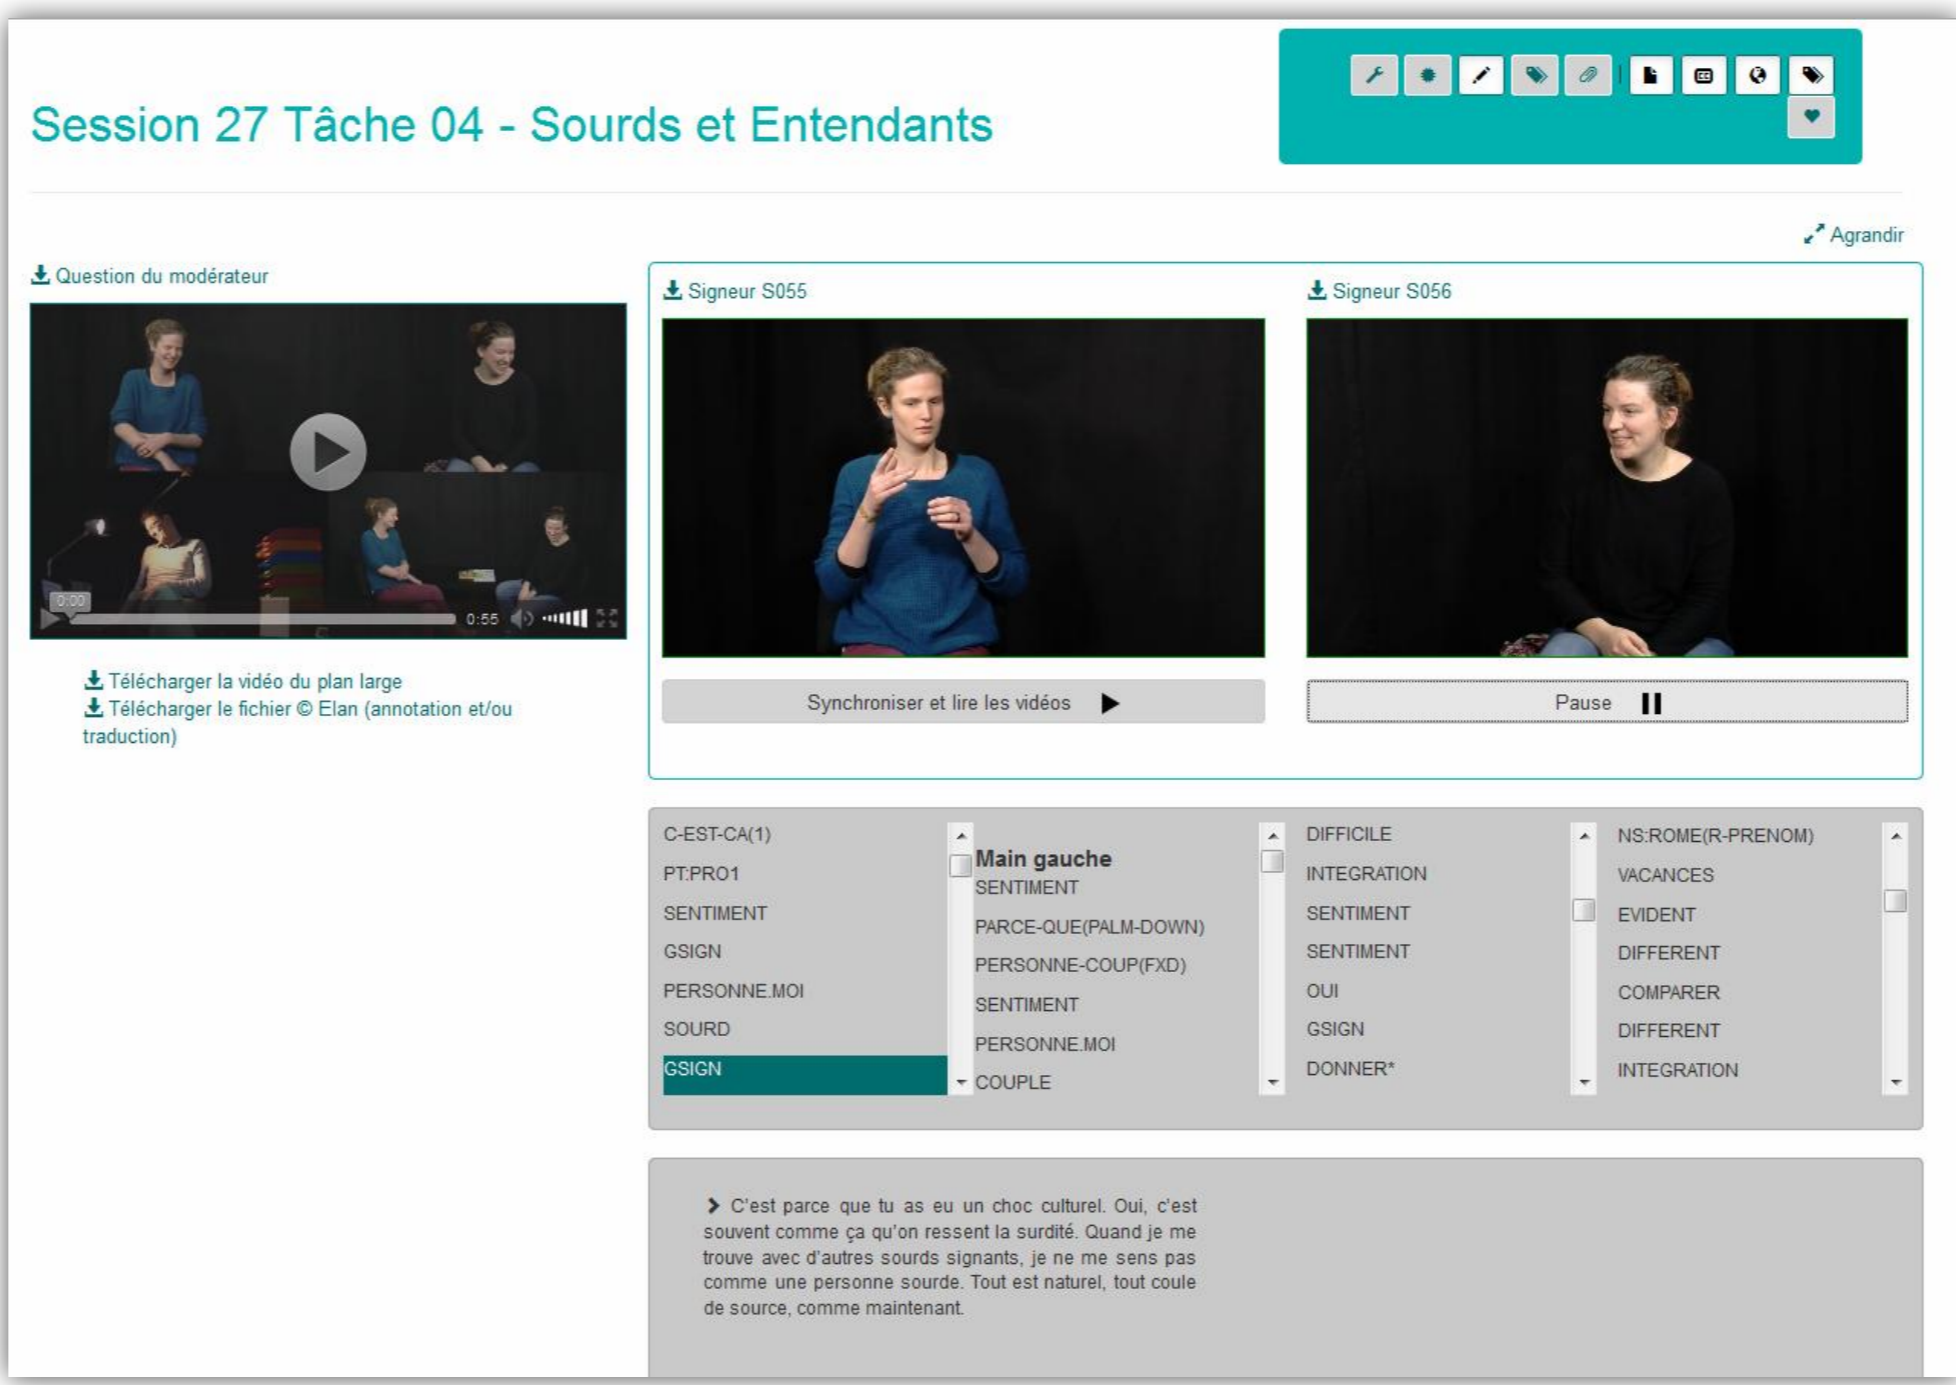 Session 27 Tâche 04 - Sourds et Entendants
Agrandir
Question du modérateur
0:00
0:55
Télécharger la vidéo du plan large
Télécharger le fichier © Elan (annotation et/ou
traduction)
Signeur S055
Signeur S056
Synchroniser et lire les vidéos
Pause
C-EST-CA(1)
PT:PRO1
SENTIMENT
GSIGN
PERSONNE.MOI
SOURD
GSIGN
Main gauche
SENTIMENT
PARCE-QUE(PALM-DOWN)
PERSONNE-COUP(FXD)
SENTIMENT
PERSONNE.MOI
COUPLE
DIFFICILE
INTEGRATION
SENTIMENT
SENTIMENT
OUI
GSIGN
DONNER*
NS:ROME(R-PRENOM)
VACANCES
EVIDENT
DIFFERENT
COMPARER
DIFFERENT
INTEGRATION
C'est parce que tu as eu un choc culturel. Oui, c'est
souvent comme ça qu'on ressent la surdité. Quand je me
trouve avec d'autres sourds signants, je ne me sens pas
comme une personne sourde. Tout est naturel, tout coule
de source, comme maintenant.